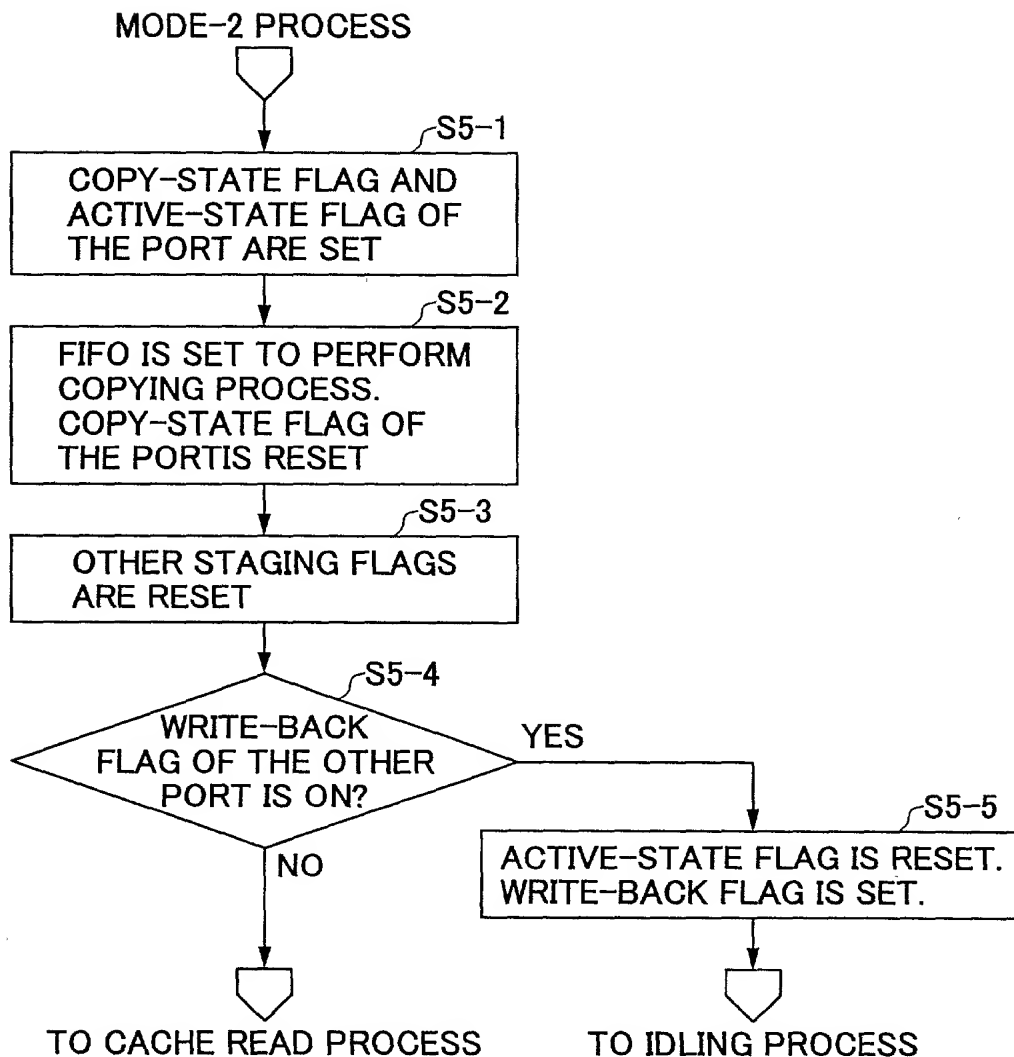 MODE-2 PROCESS
S5-1
COPY-STATE FLAG AND
ACTIVE-STATE FLAG OF
THE PORT ARE SET
S5-2
FIFO IS SET TO PERFORM
COPYING PROCESS.
COPY-STATE FLAG OF
THE PORTIS RESET
S5-3
OTHER STAGING FLAGS
ARE RESET
S5-4
WRITE-BACK
FLAG OF THE OTHER
PORT IS ON?
YES
NO
S5-5
ACTIVE-STATE FLAG IS RESET.
WRITE-BACK FLAG IS SET.
TO CACHE READ PROCESS
TO IDLING PROCESS